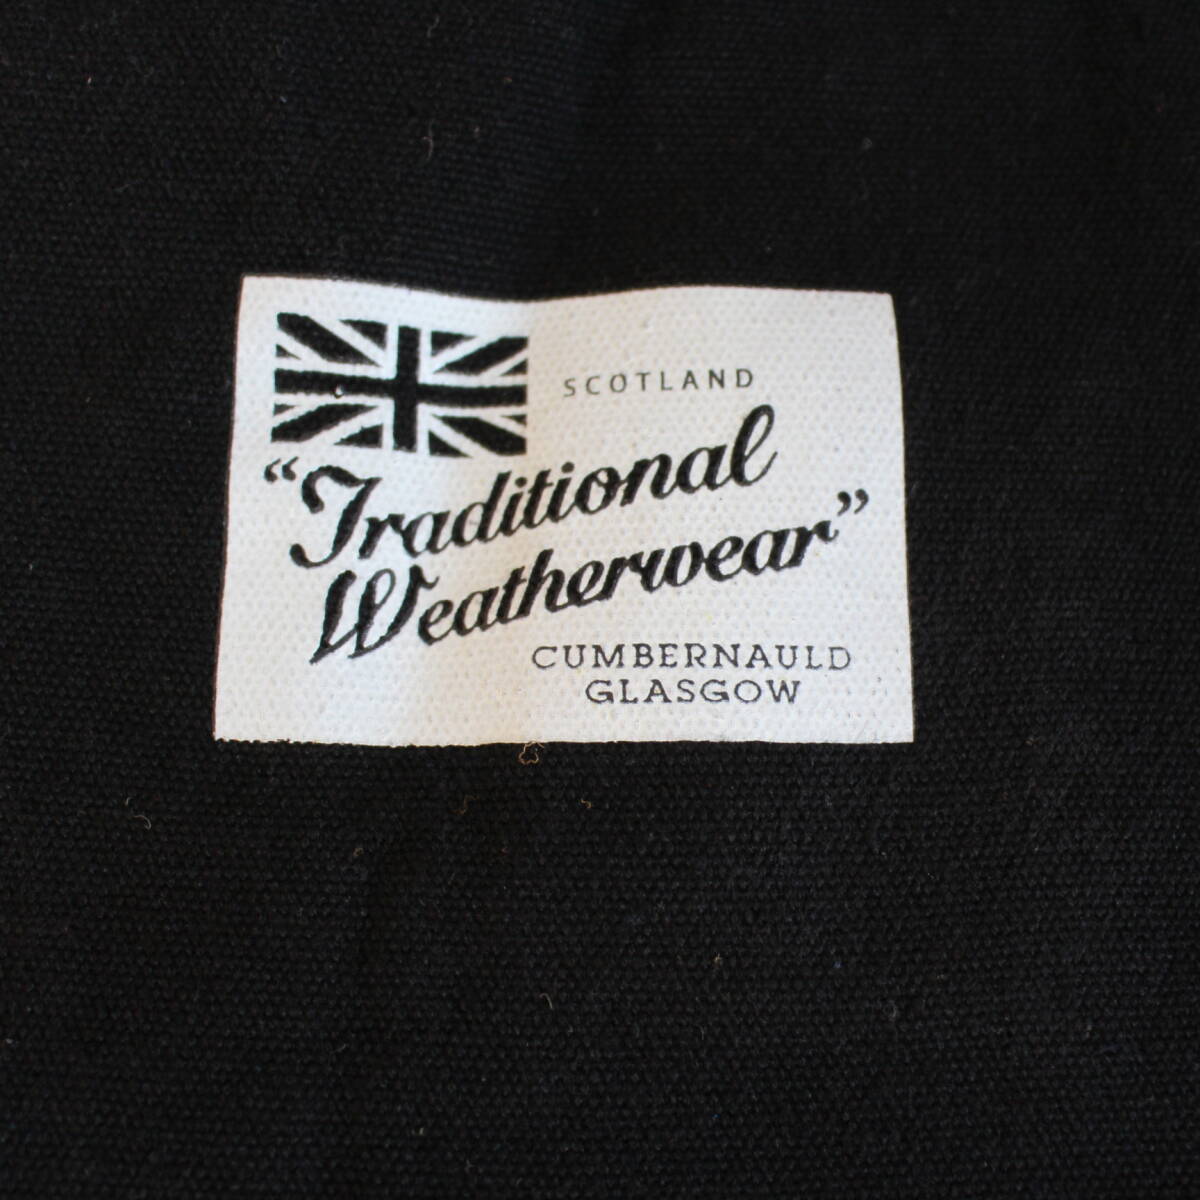 SCOTLAND
“Traditional
Weatherwear”
CUMBERNAULD
GLASGOW